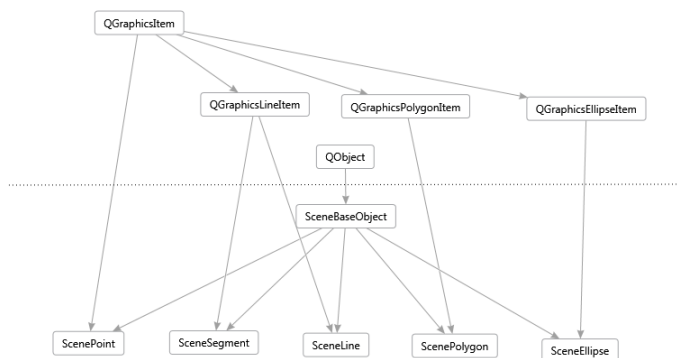 QGraphicsItem
QGraphicsLineItem
QGraphicsPolygonItem
QGraphicsEllipseItem
QObject
SceneBaseObject
ScenePoint
SceneSegment
SceneLine
ScenePolygon
SceneEllipse